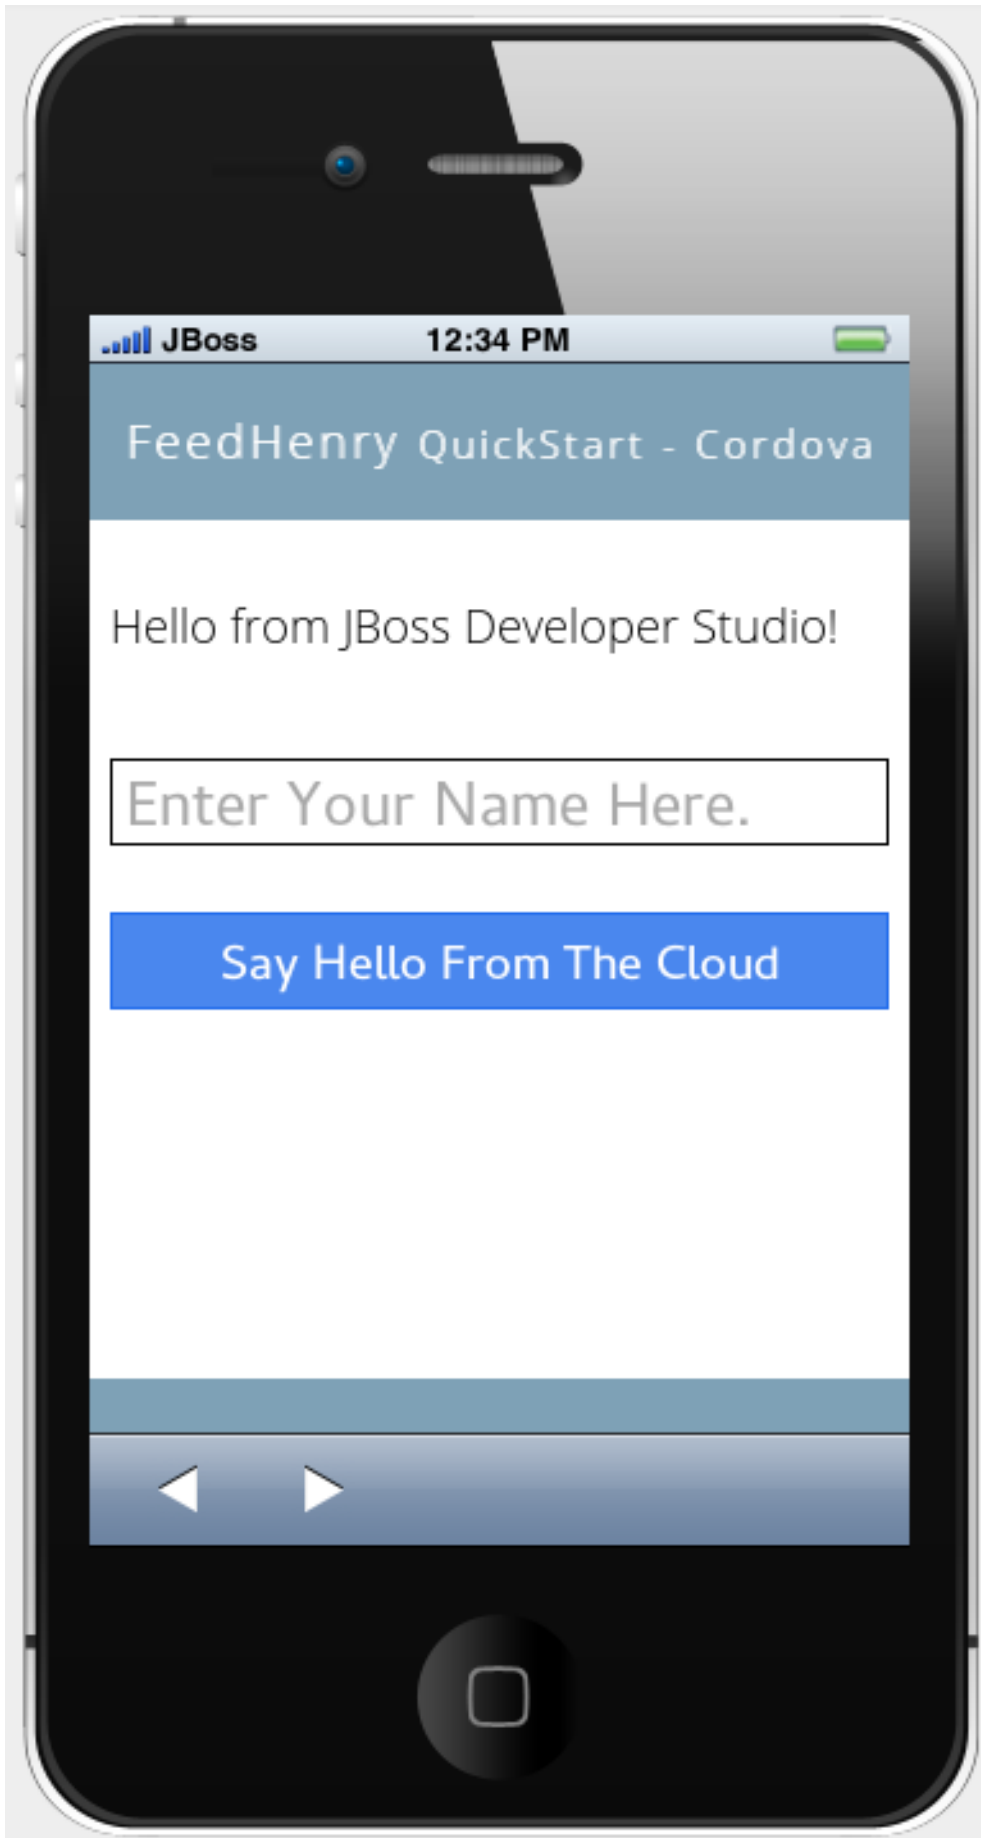 JBoss 12:34 PM
FeedHenry QuickStart - Cordova
Hello from JBoss Developer Studio!
Enter Your Name Here.
Say Hello From The Cloud